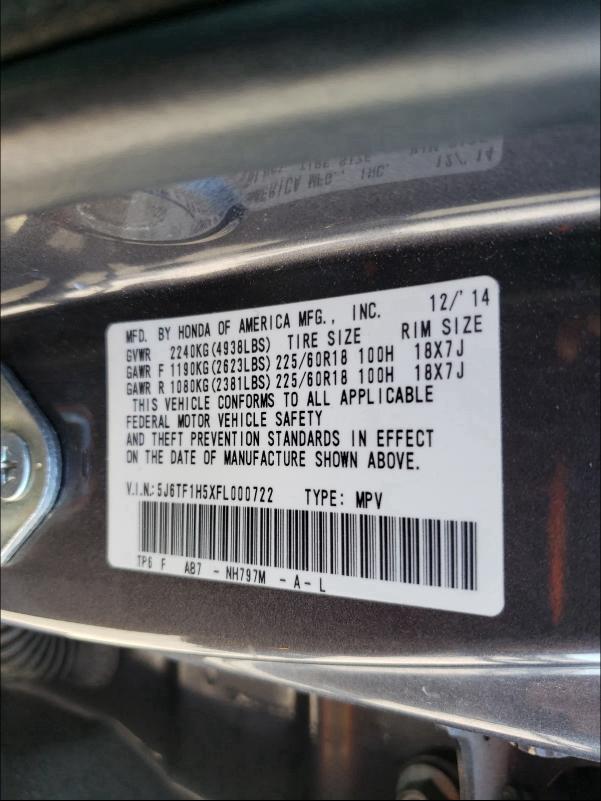 MFD. BY HONDA OF AMERICA MFG., INC. 12/'14
GVWR 2240KG(4938LBS) TIRE SIZE RIM SIZE
GAWR F 1190KG(2623LBS) 225/60R18 100H 18X7J
GAWR R 1080KG(2381LBS) 225/60R18 100H 18X7J
THIS VEHICLE CONFORMS TO ALL APPLICABLE
FEDERAL MOTOR VEHICLE SAFETY
AND THEFT PREVENTION STANDARDS IN EFFECT
ON THE DATE OF MANUFACTURE SHOWN ABOVE.
V.I.N.:5J6TF1H5XFL000722 TYPE: MPV
TP6 F AB7 - NH797M - A - L